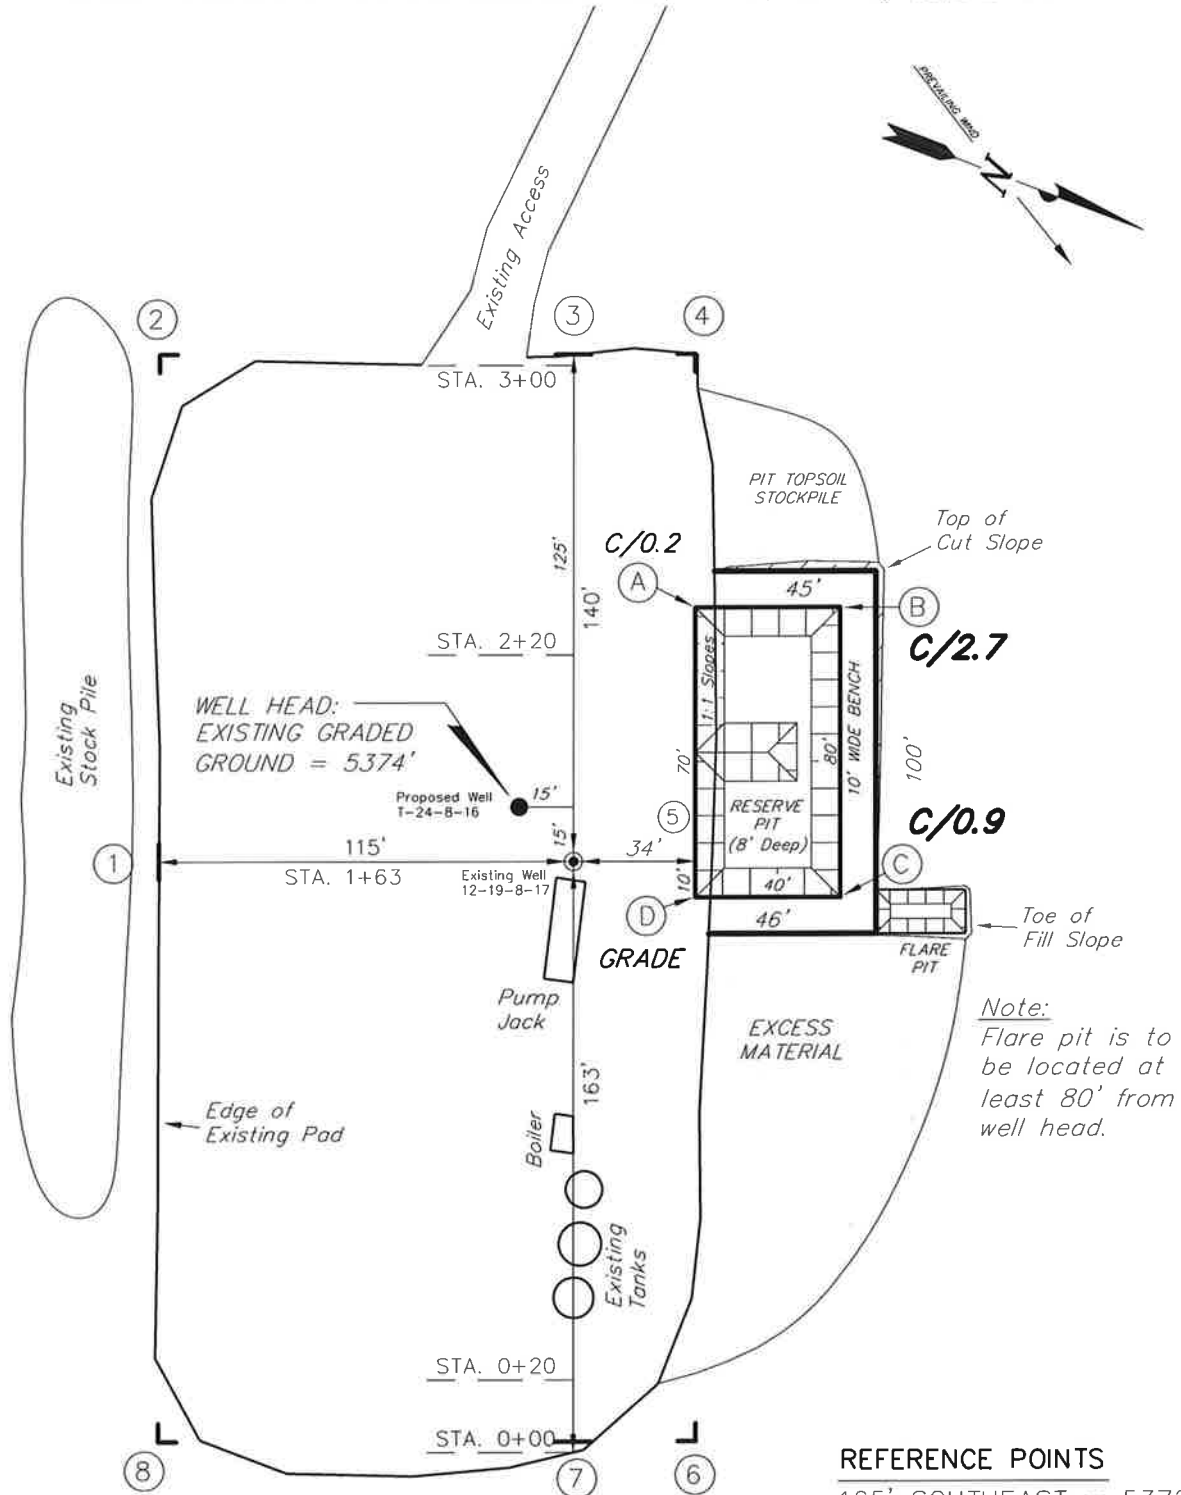 PREVAILING WIND
N
Existing Access
2
3
4
STA. 3+00
PIT TOPSOIL
STOCKPILE
Top of
Cut Slope
C/0.2
125'
140'
A
45'
B
C/2.7
STA. 2+20
1:1 Slopes
10' WIDE BENCH
Existing
Stock Pile
WELL HEAD:
EXISTING GRADED
GROUND = 5374'
70'
80'
100'
Proposed Well
T-24-8-16
15'
15'
5
RESERVE
PIT
(8' Deep)
C/0.9
1
115'
STA. 1+63
Existing Well
12-19-8-17
34'
10'
40'
C
D
46'
GRADE
FLARE
PIT
Toe of
Fill Slope
Pump
Jack
EXCESS
MATERIAL
Note:
Flare pit is to
be located at
least 80' from
well head.
163'
Edge of
Existing Pad
Boiler
Existing
Tanks
STA. 0+20
STA. 0+00
8
7
6
REFERENCE POINTS